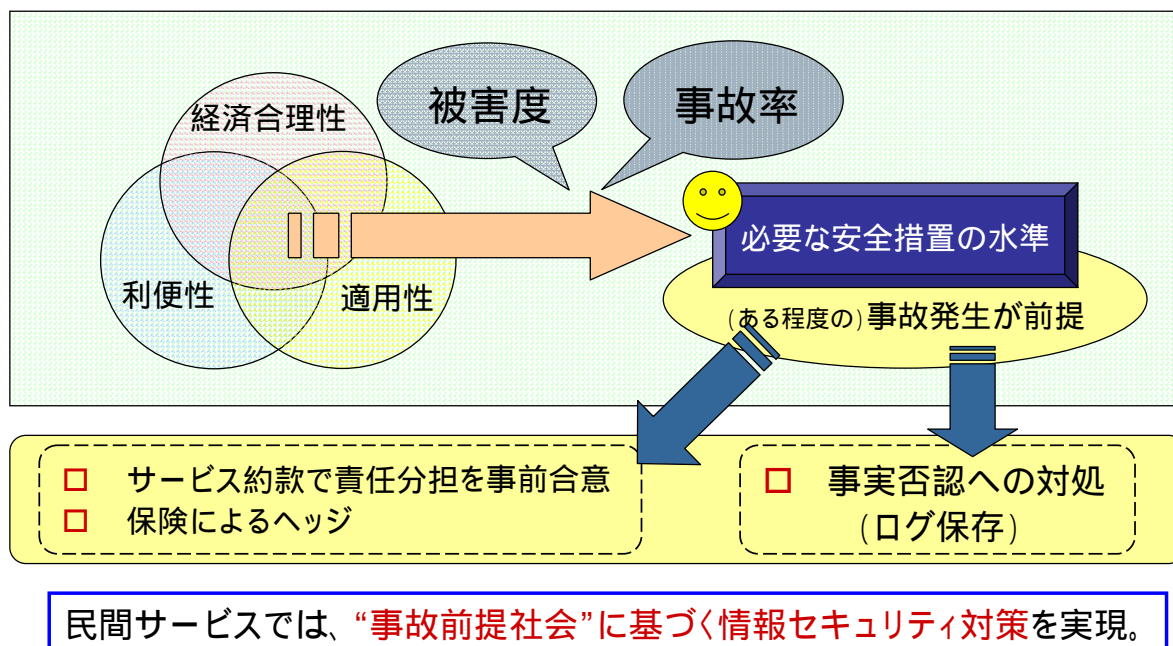 経済合理性
被害度
事故率
利便性
適用性
必要な安全措置の水準
(ある程度の)事故発生が前提
□ サービス約款で責任分担を事前合意
□ 保険によるヘッジ
□ 事実否認への対処
(ログ保存)
民間サービスでは、“事故前提社会”に基づく情報セキュリティ対策を実現。